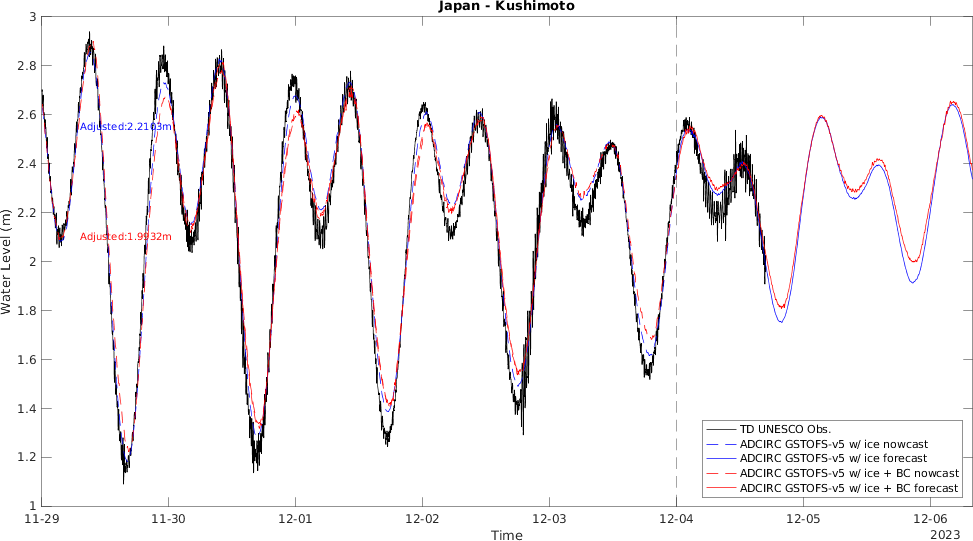 Japan - Kushimoto
3
2.8
2.6
2.4
2.2
2
1.8
1.6
1.4
1.2
1
Water Level (m)
Adjusted:2.2103m
Adjusted:1.9932m
TD UNESCO Obs.
ADCIRC GSTOFS-v5 w/ ice nowcast
ADCIRC GSTOFS-v5 w/ ice forecast
ADCIRC GSTOFS-v5 w/ ice + BC nowcast
ADCIRC GSTOFS-v5 w/ ice + BC forecast
11-29 11-30 12-01 12-02 12-03 12-04 12-05 12-06
Time
2023